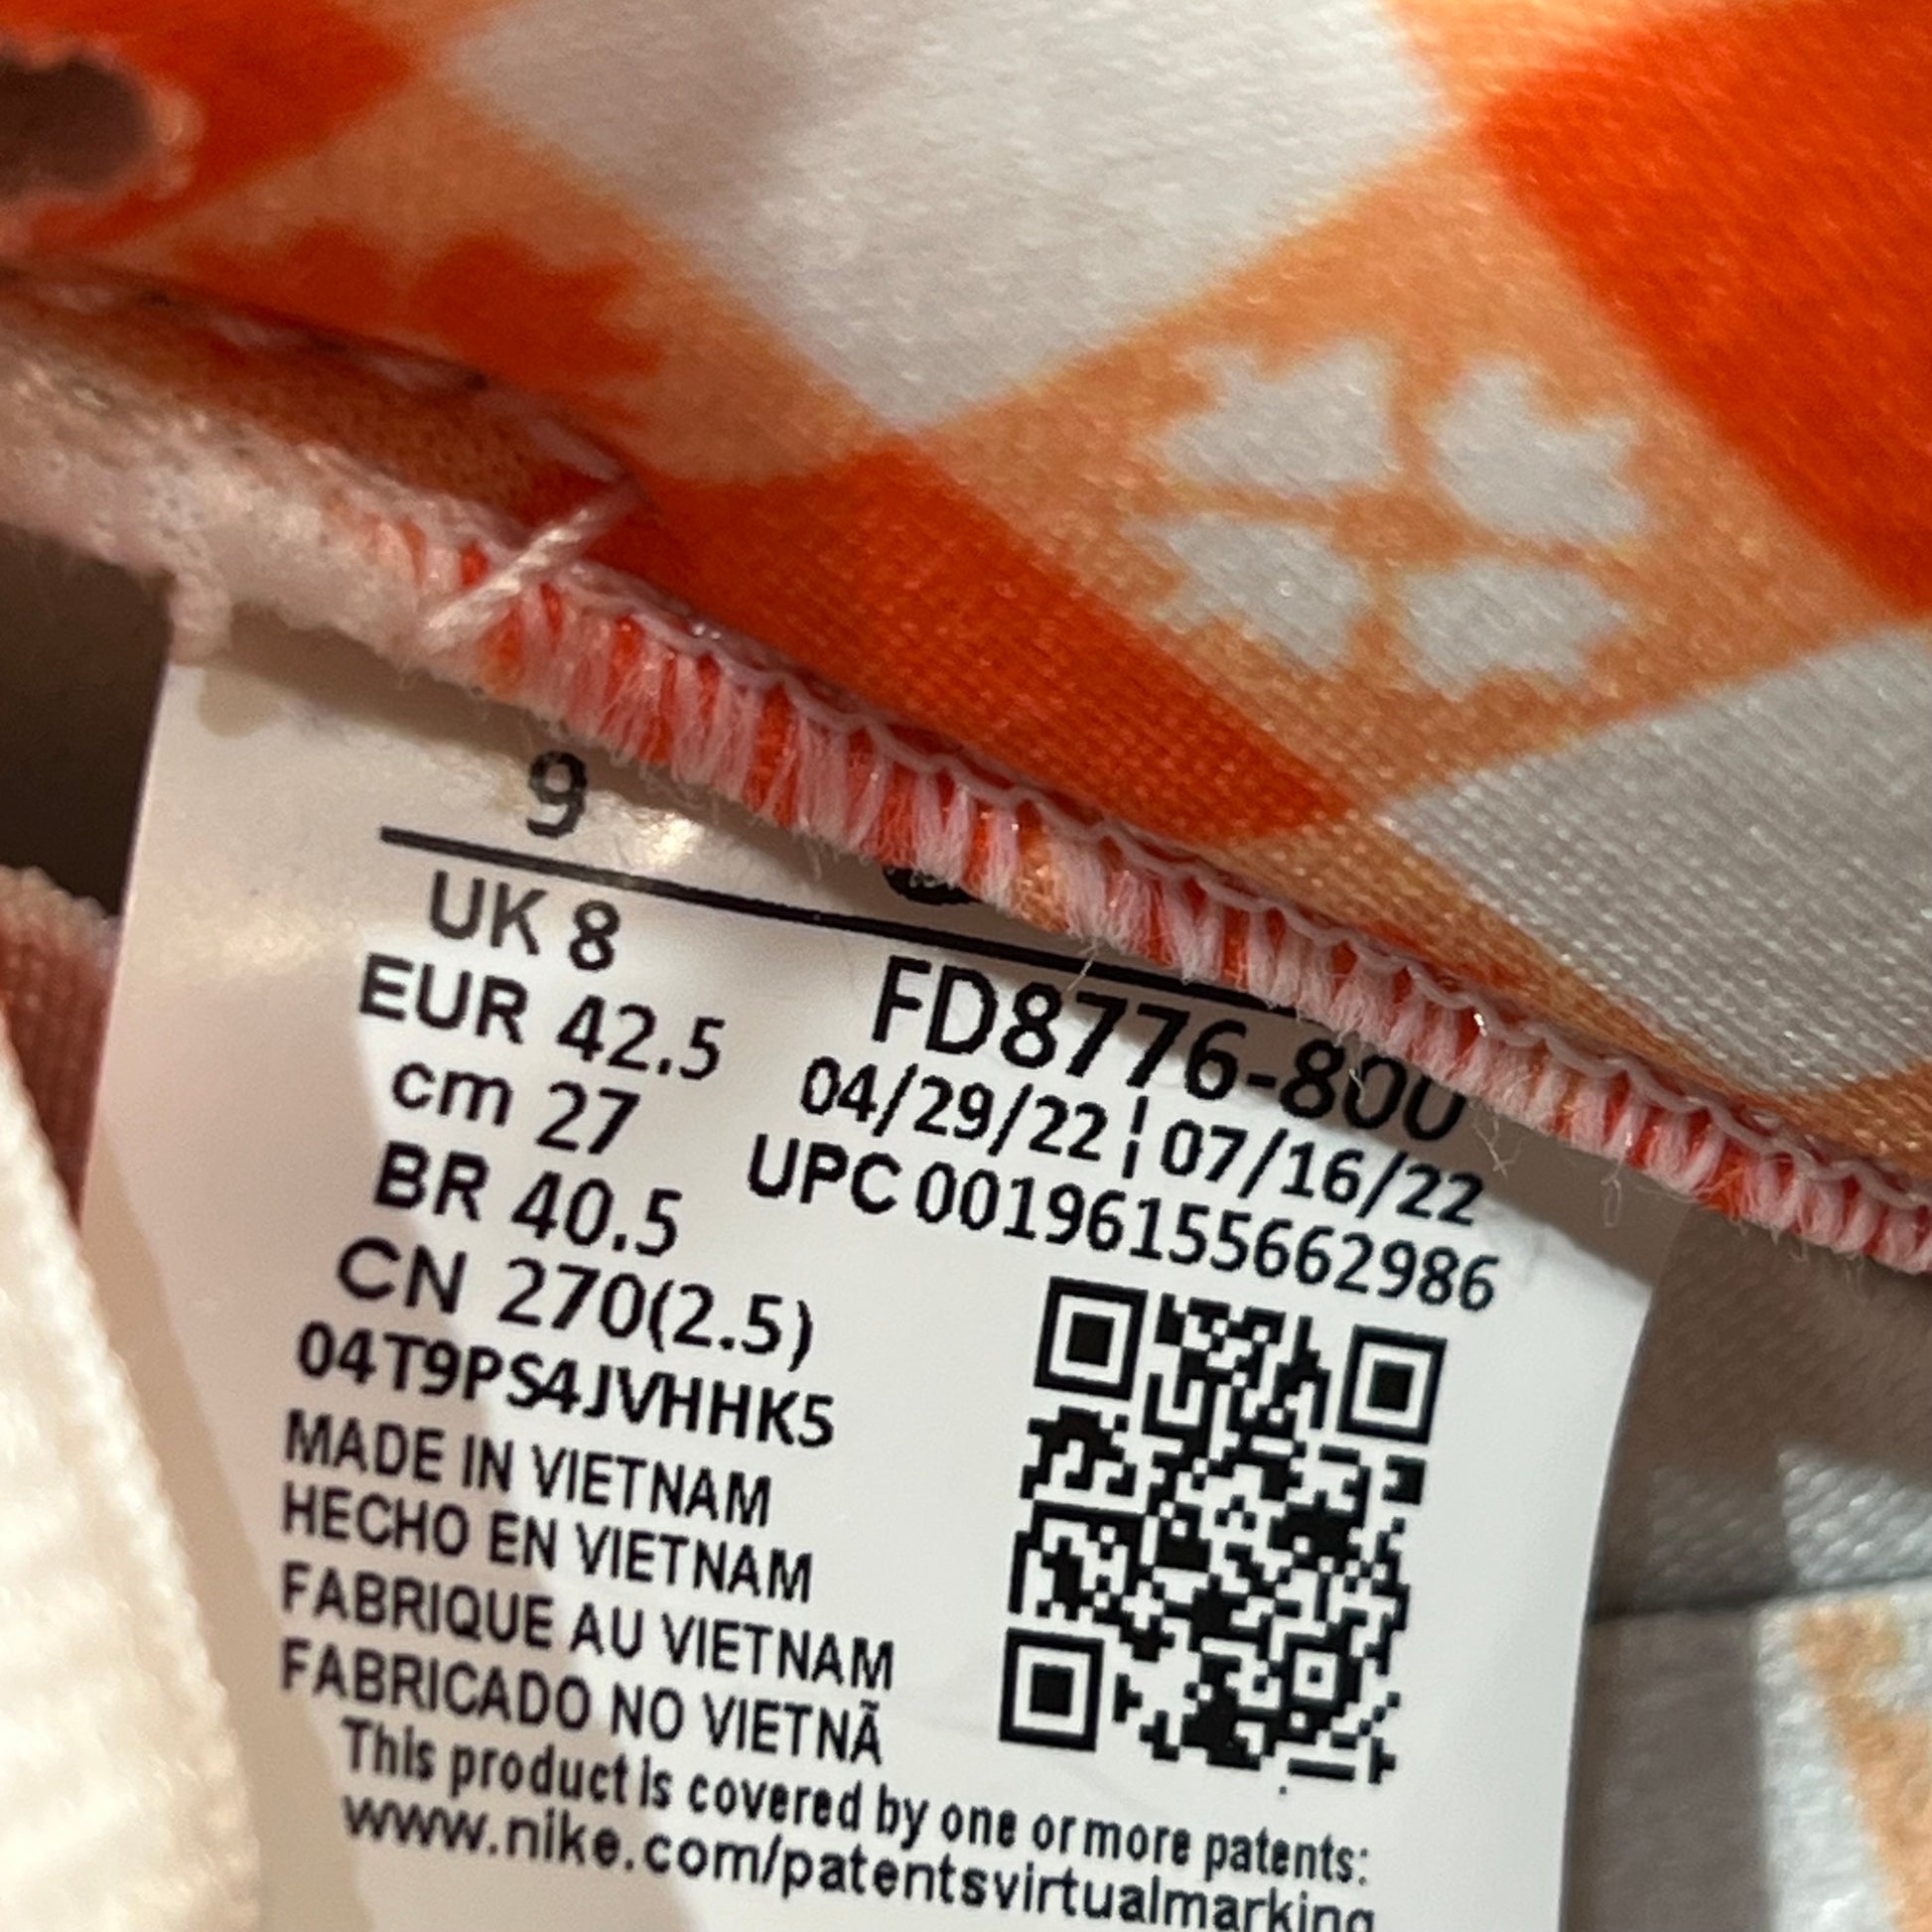 9
UK 8
EUR 42.5
cm 27
BR 40.5
CN 270(2.5)
04T9PS4JVHHK5
MADE IN VIETNAM
HECHO EN VIETNAM
FABRIQUE AU VIETNAM
FABRICADO NO VIETNÃ
FD8776-800
04/29/22¦07/16/22
UPC 00196155662986
This product is covered by one or more patents:
www.nike.com/patentsvirtualmarking